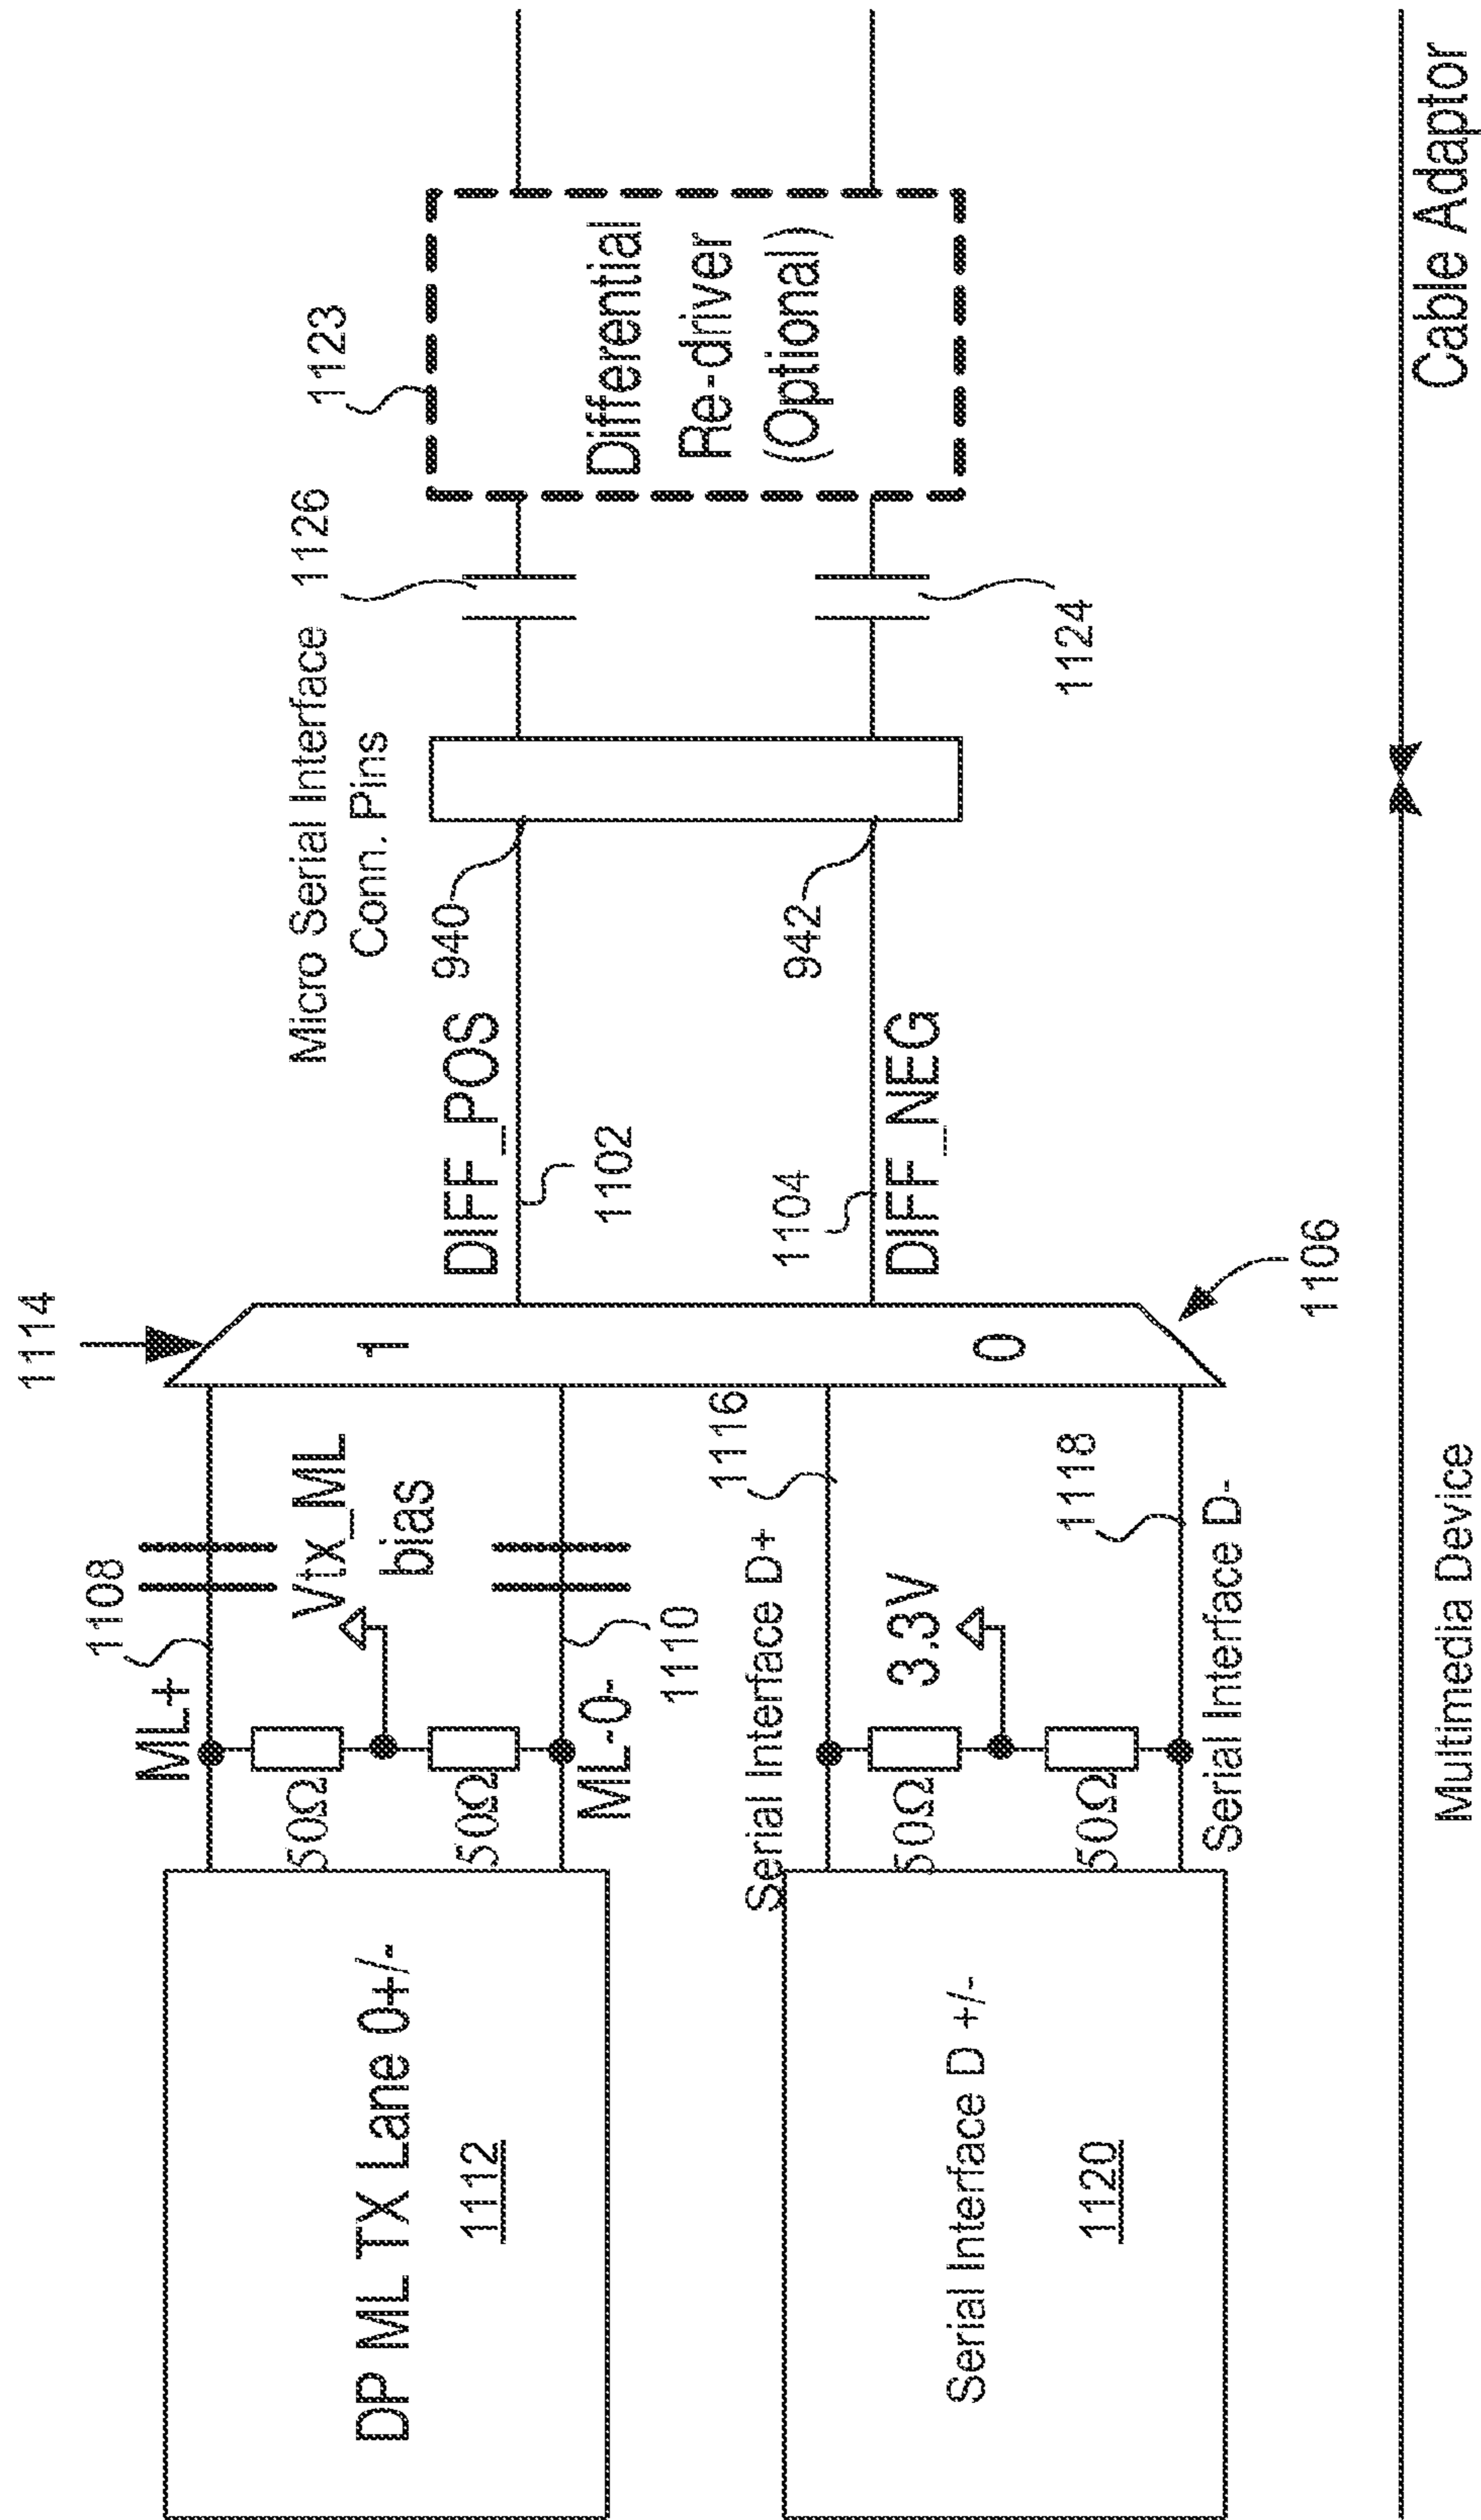 1114
1108
ML+
50Ω
Vtx_ML
bias
50Ω
ML-0-
1110
DP ML TX Lane 0+/-
1112
1
0
1106
Serial Interface D+
1116
50Ω
3.3V
50Ω
1118
Serial Interface D-
Serial Interface D +/-
1120
DIFF_POS
1102
1104
DIFF_NEG
Micro Serial Interface
Conn. Pins
940
942
1126
1124
1123
Differential
Re-driver
(Optional)
Multimedia Device
Cable Adaptor